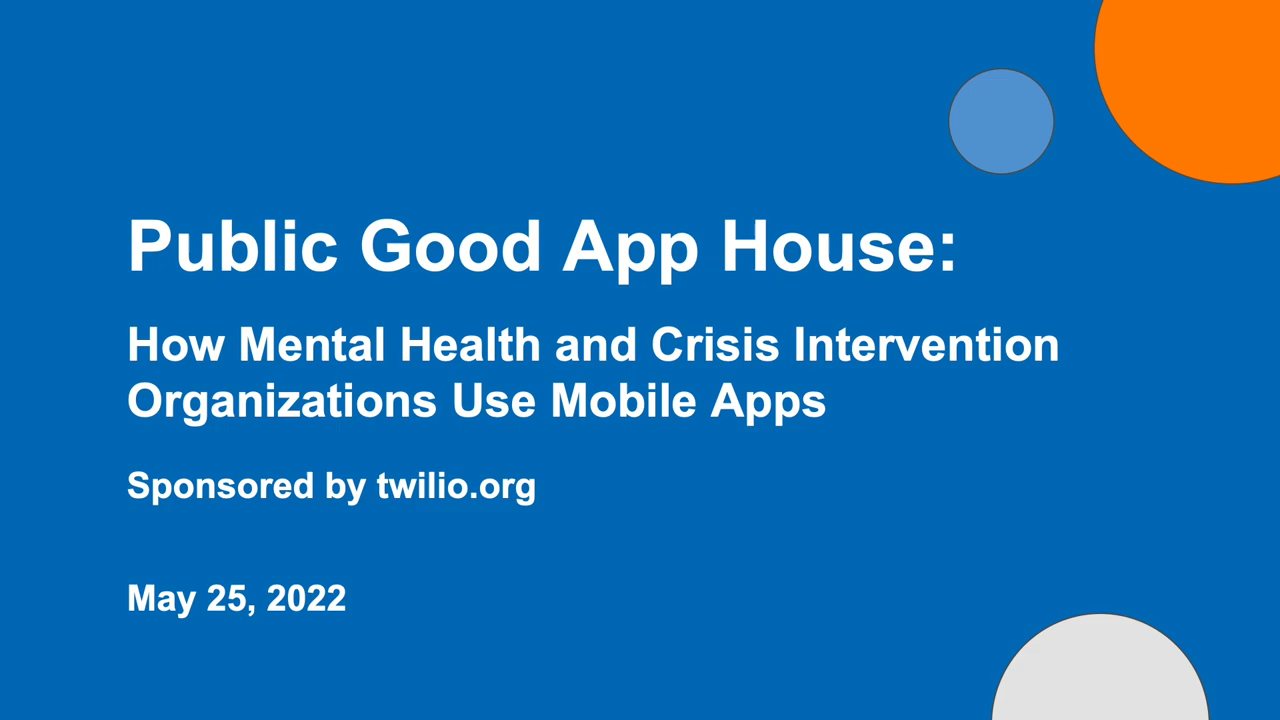 Public Good App House:
How Mental Health and Crisis Intervention
Organizations Use Mobile Apps
Sponsored by twilio.org
May 25, 2022